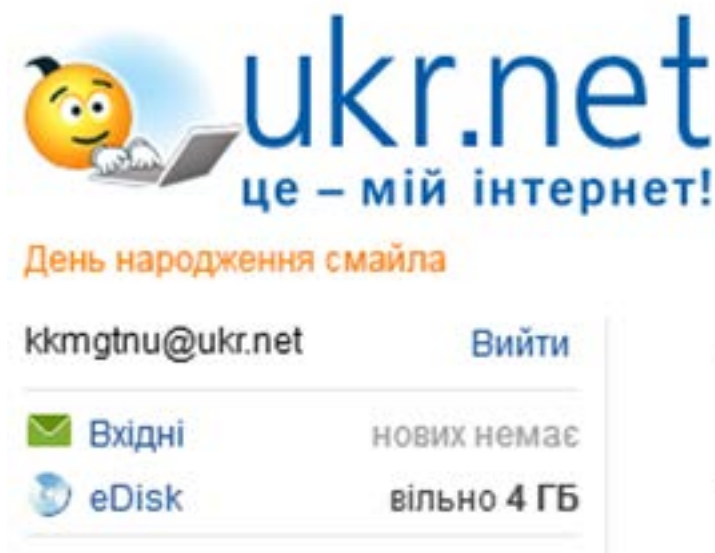 ukr.net
це – мій інтернет!
День народження смайла
kkmgtnu@ukr.net Вийти
Вхідні нових немає
eDisk вільно 4 ГБ